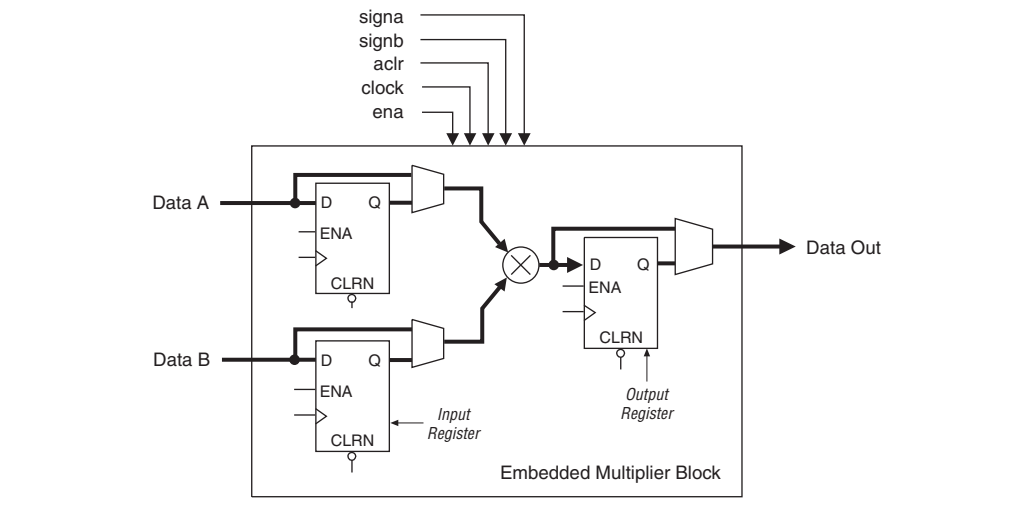 signa
signb
aclr
clock
ena
Data A
D Q
ENA
CLRN
Data B
D Q
ENA
CLRN
Input
Register
D Q
ENA
CLRN
Output
Register
Data Out
Embedded Multiplier Block